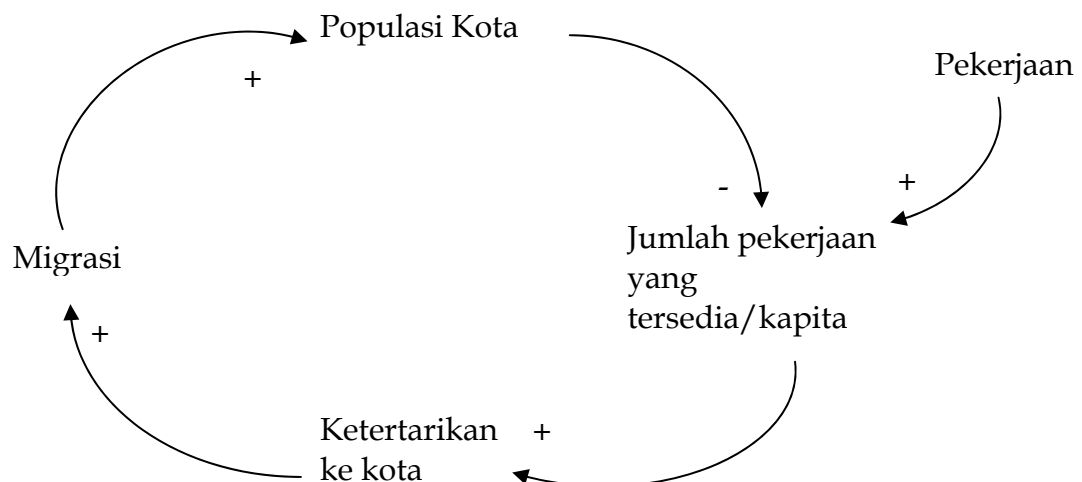 Populasi Kota
+
Pekerjaan
-
+
Jumlah pekerjaan
yang
tersedia/kapita
Migrasi
+
Ketertarikan +
ke kota